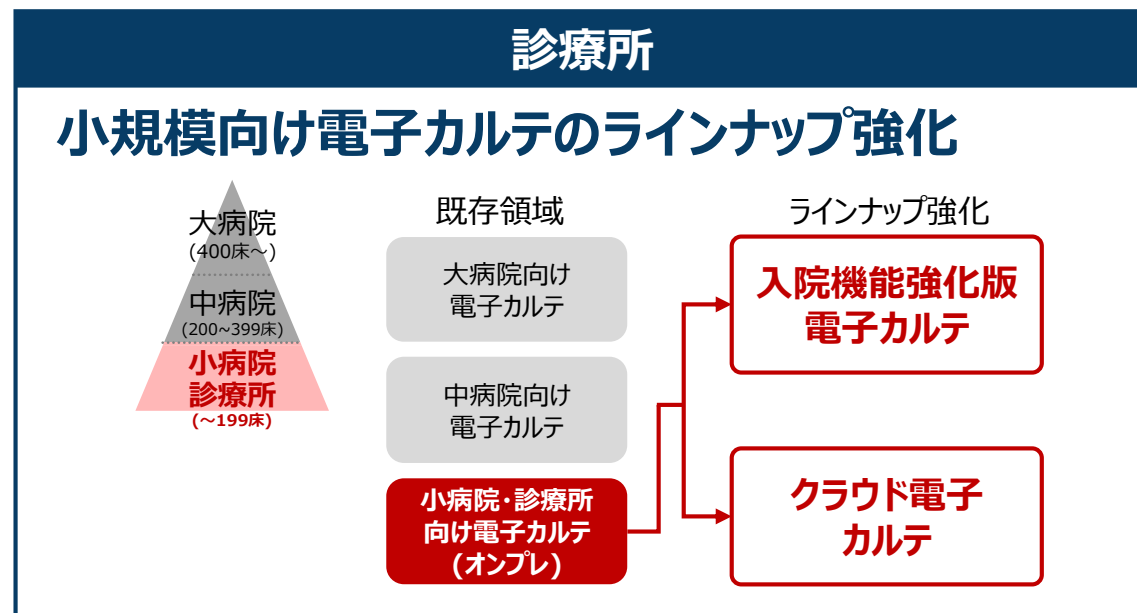 診療所
小規模向け電子カルテのラインナップ強化
大病院
(400床～)
中病院
(200~399床)
小病院
診療所
(～199床)
既存領域
大病院向け
電子カルテ
中病院向け
電子カルテ
小病院・診療所
向け電子カルテ
(オンプレ)
ラインナップ強化
入院機能強化版
電子カルテ
クラウド電子
カルテ